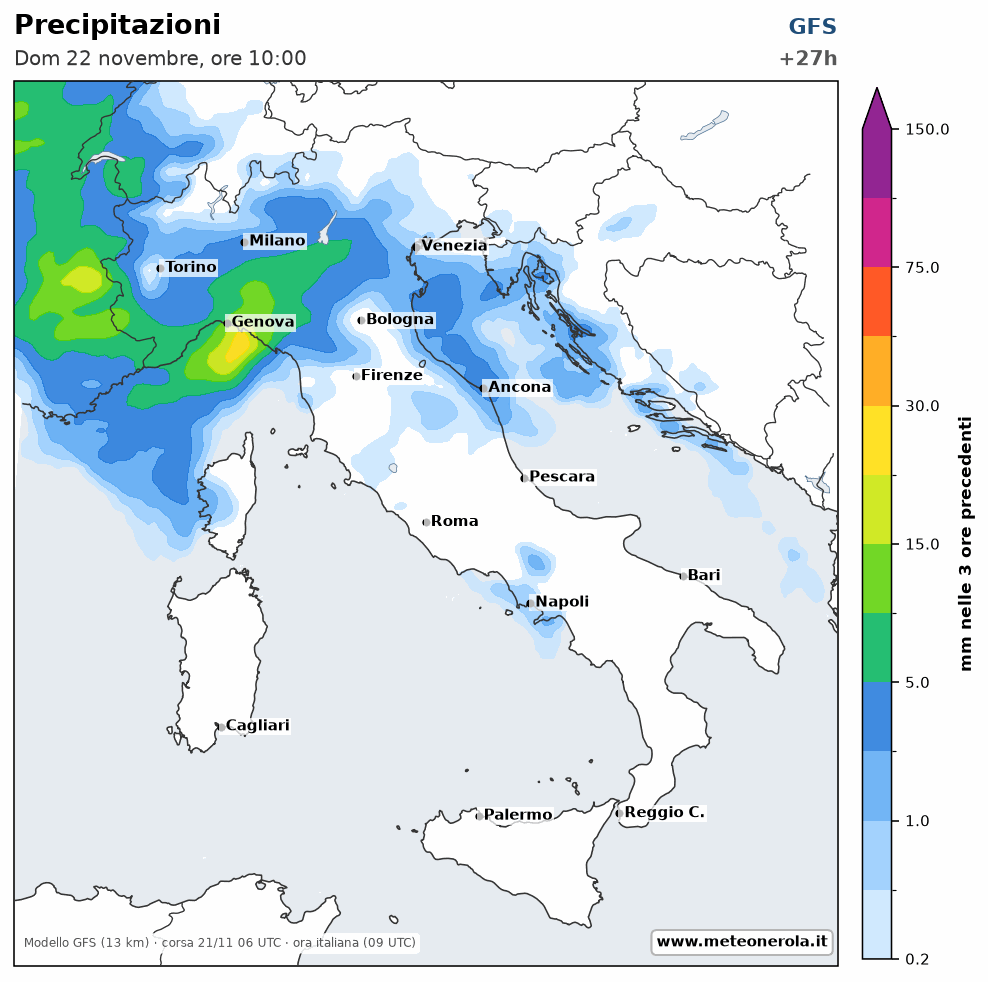 Precipitazioni
GFS
Dom 22 novembre, ore 10:00
+27h
150.0
75.0
30.0
15.0
5.0
1.0
0.2
mm nelle 3 ore precedenti
Milano
Venezia
Torino
Genova
Bologna
Firenze
Ancona
Pescara
Roma
Bari
Napoli
Cagliari
Palermo
Reggio C.
Modello GFS (13 km) · corsa 21/11 06 UTC · ora italiana (09 UTC)
www.meteonerola.it